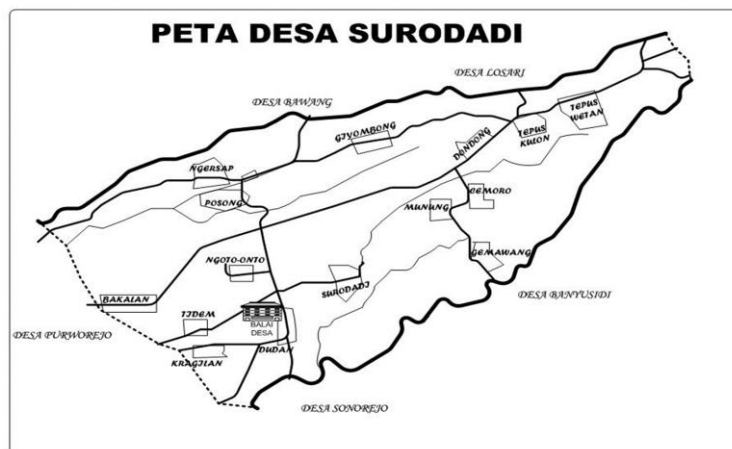 PETA DESA SURODADI
DESA LOSARI
DESA BAWANG
TEPUS
WETAN
GIYOMBONG
TEPUS
KULON
DONDONG
NGERSAP
CEMORO
POSONG
MUNUNG
GEMAWANG
NGOTO-ONTO
SURODADI
DESA BANYUSIDI
BAKALAN
TIDEM
BALAI
DESA
DESA PURWOREJO
DUDAN
KRAGILAN
DESA SONOREJO